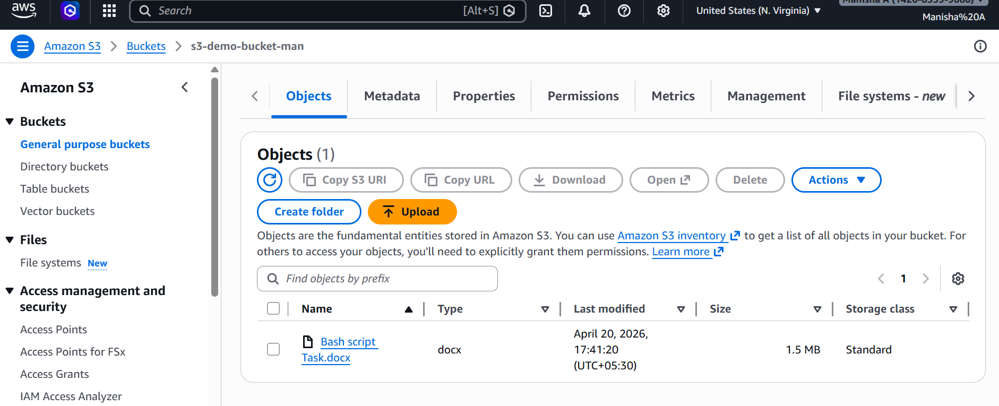 aws
Search
[Alt+S]
United States (N. Virginia)
Manisha%20A
Amazon S3
Buckets
s3-demo-bucket-man
Amazon S3
Buckets
General purpose buckets
Directory buckets
Table buckets
Vector buckets
Files
File systems New
Access management and
security
Access Points
Access Points for FSx
Access Grants
IAM Access Analyzer
Objects
Metadata
Properties
Permissions
Metrics
Management
File systems - new
Objects (1)
Copy S3 URI
Copy URL
Download
Open
Delete
Actions
Create folder
Upload
Objects are the fundamental entities stored in Amazon S3. You can use Amazon S3 inventory to get a list of all objects in your bucket. For
others to access your objects, you'll need to explicitly grant them permissions. Learn more
Find objects by prefix
1
Name
Type
Last modified
Size
Storage class
Bash script
Task.docx
docx
April 20, 2026,
17:41:20
(UTC+05:30)
1.5 MB
Standard